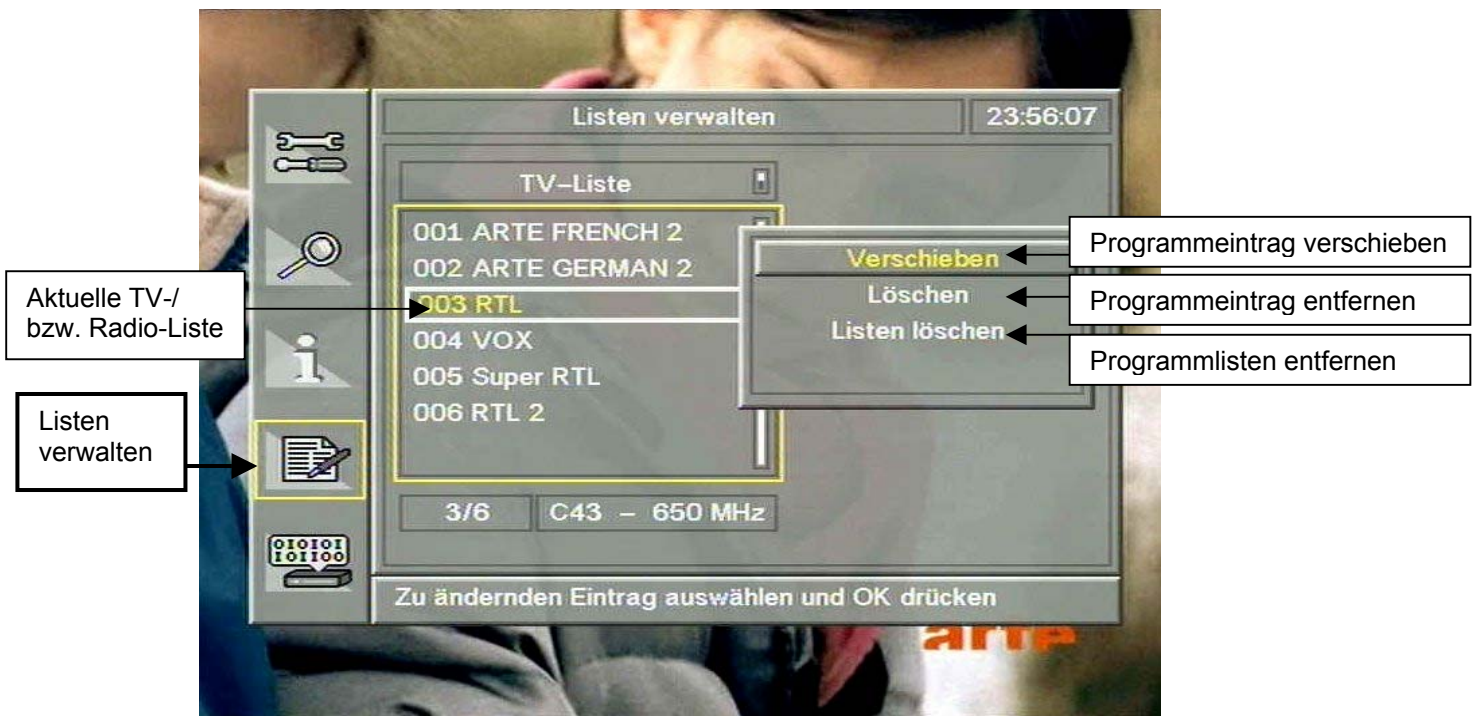 Listen verwalten
23:56:07
TV-Liste
001 ARTE FRENCH 2
002 ARTE GERMAN 2
003 RTL
004 VOX
005 Super RTL
006 RTL 2
Verschieben
Löschen
Listen löschen
Programmeintrag verschieben
Programmeintrag entfernen
Programmlisten entfernen
Aktuelle TV-/
bzw. Radio-Liste
Listen
verwalten
3/6
C43 – 650 MHz
OIOIOI
IOIIOO
Zu ändernden Eintrag auswählen und OK drücken
arte